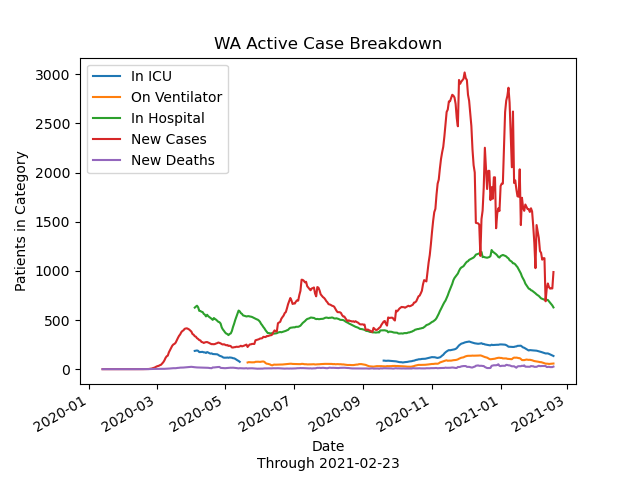 WA Active Case Breakdown
In ICU
On Ventilator
In Hospital
New Cases
New Deaths
Patients in Category
3000
2500
2000
1500
1000
500
0
2020-01
2020-03
2020-05
2020-07
2020-09
2020-11
2021-01
2021-03
Date
Through 2021-02-23